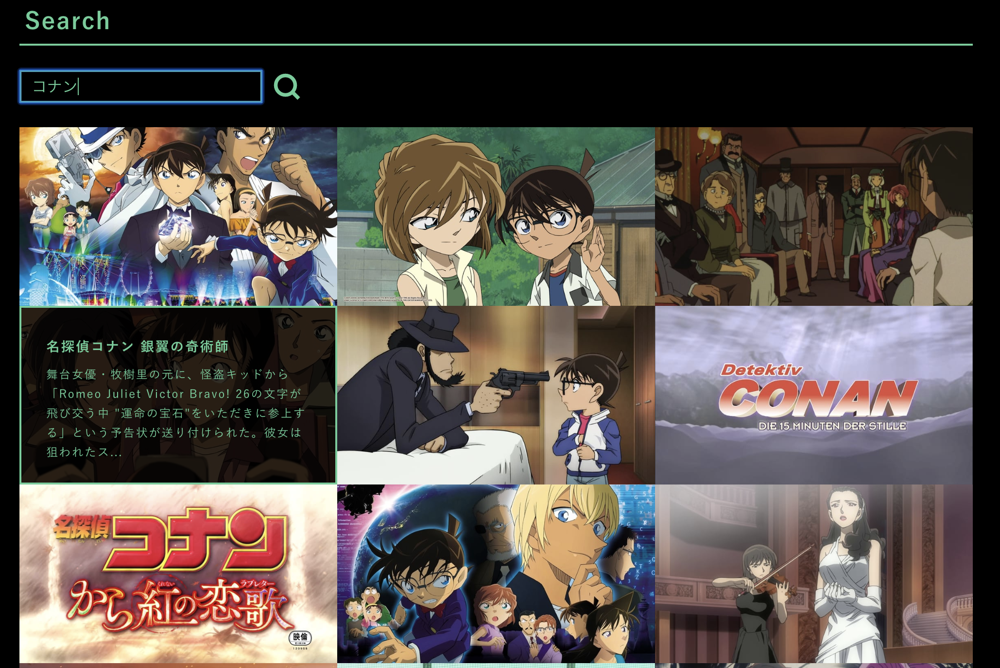 Search
コナン
名探偵コナン 銀翼の奇術師
舞台女優・牧樹里の元に、怪盗キッドから
「Romeo Juliet Victor Bravo! 26の文字が
飛び交う中 "運命の宝石"をいただきに参上す
る」という予告状が送り付けられた。彼女は
狙われたス...
Detektiv
CONAN
DIE 15 MINUTEN DER STILLE
名探偵
コナン
から紅の恋歌
ラブレター
映倫